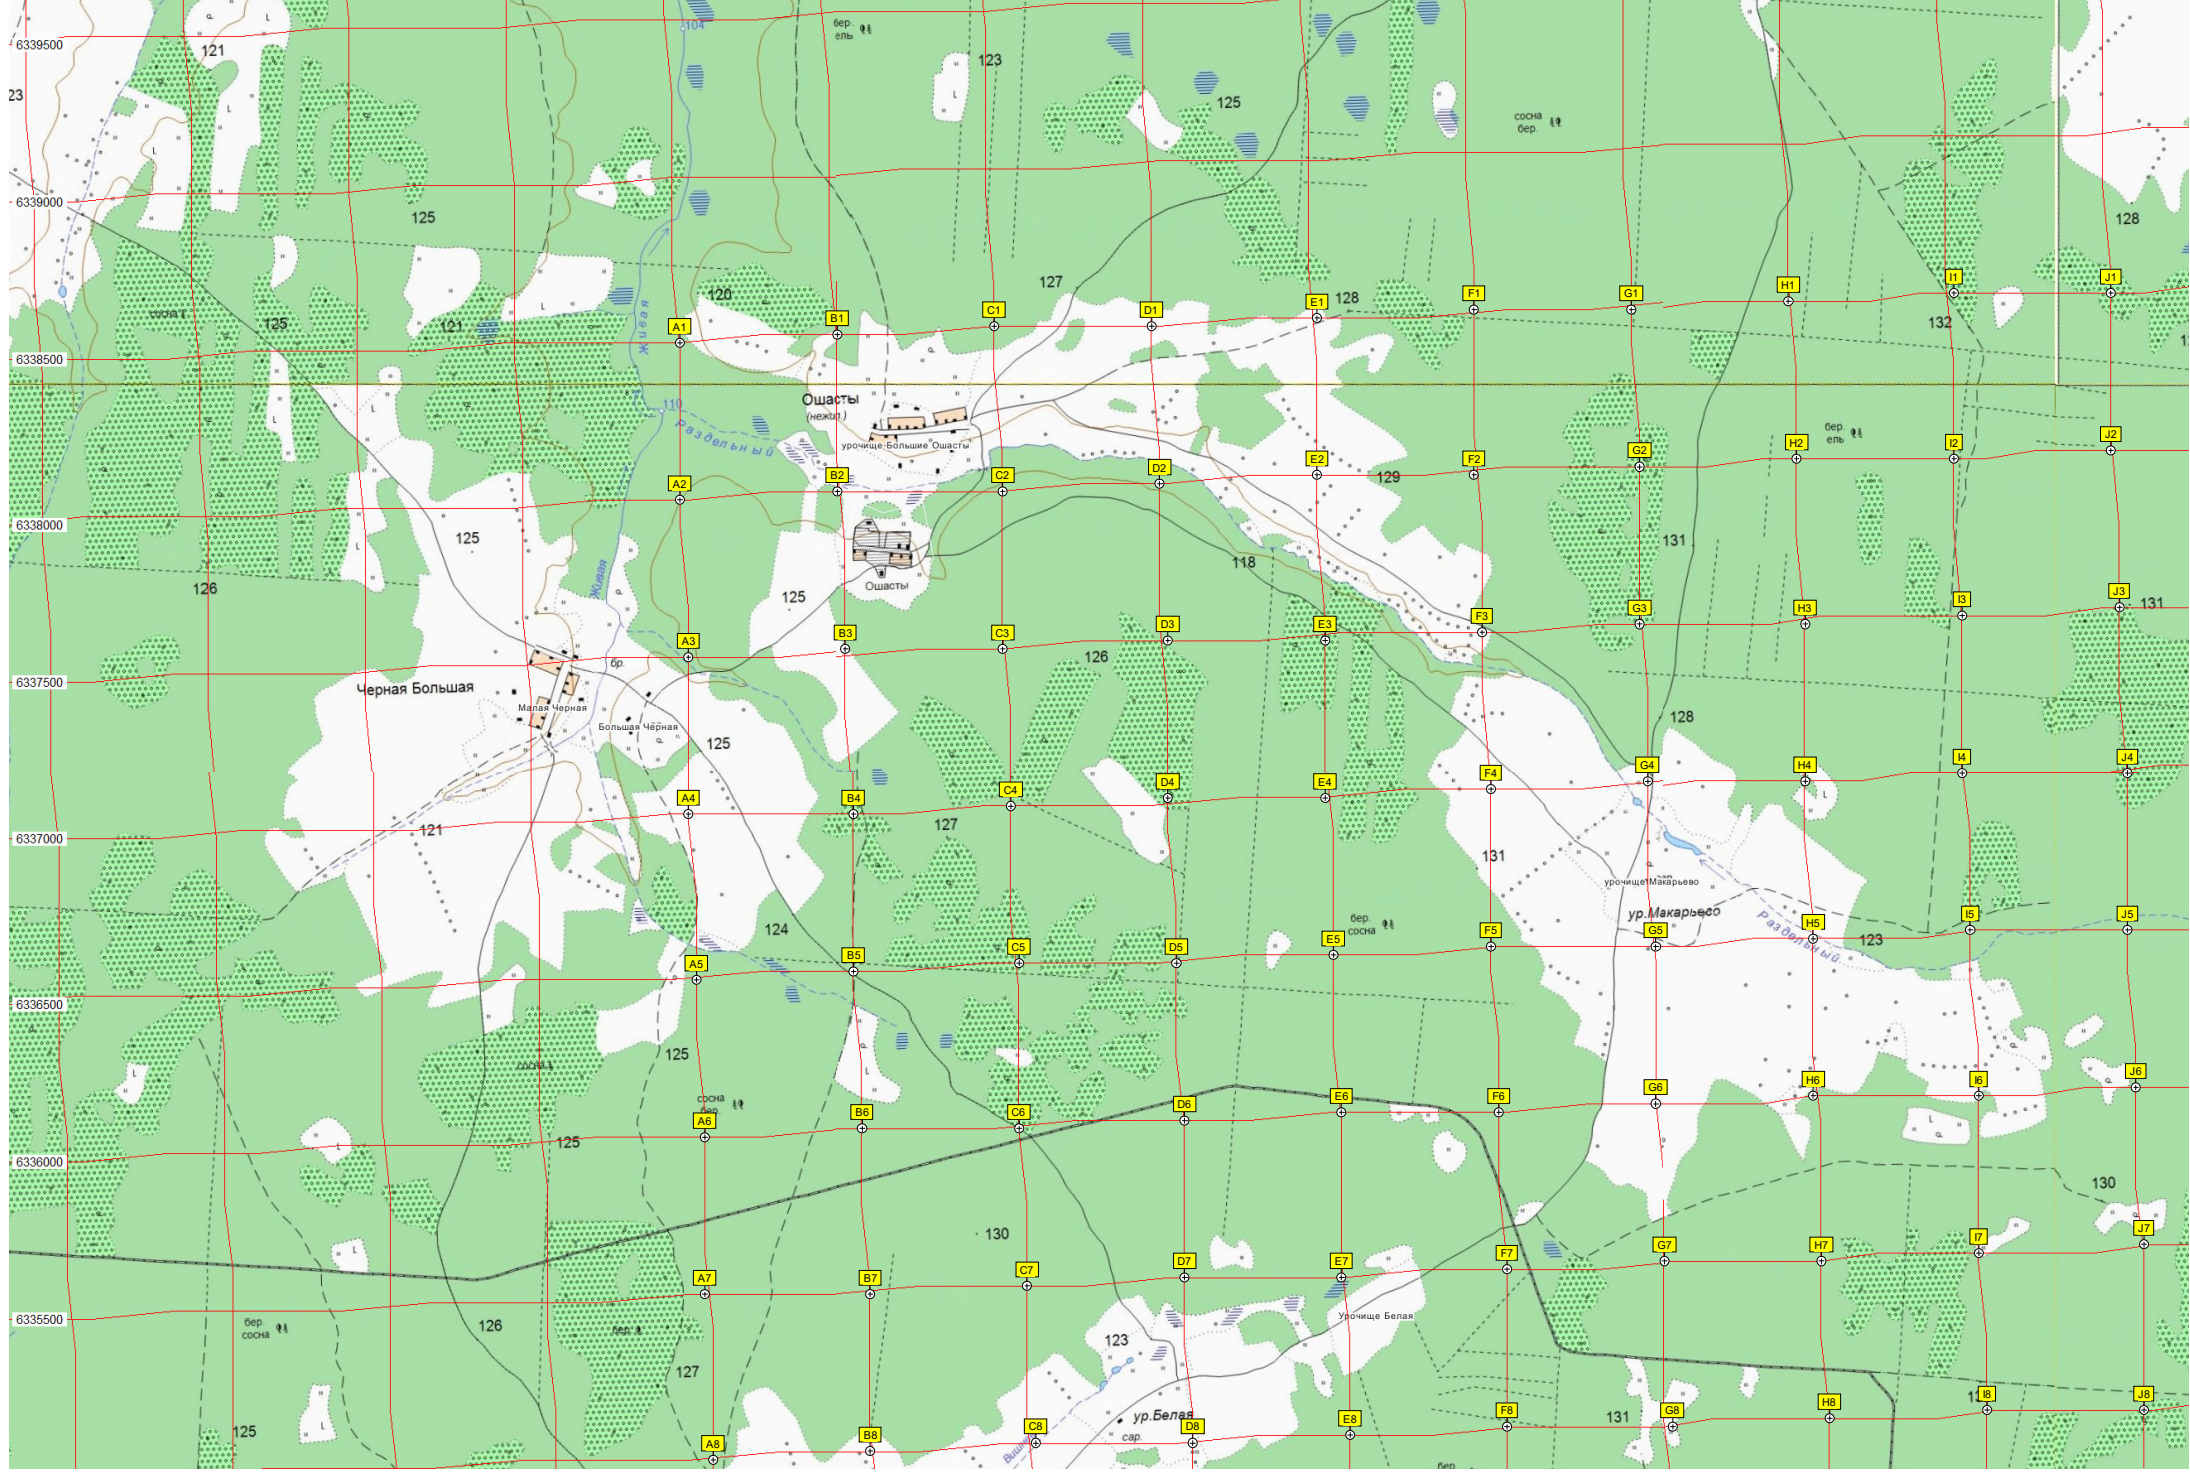 104
бер.
ель
6339500
121
123
23
125
сосна
бер.
6339000
125
128
127
128
120
132
I1
J1
H1
F1
G1
E1
D1
C1
B1
A1
сосна
125
121
Живая
6338500
Ошасты
(нежил.)
110
Раздельный
урочище Большие Ошасты
бер.
ель
J2
I2
H2
G2
F2
E2
D2
C2
B2
A2
129
6338000
125
131
118
Живая
Ошасты
126
125
J3
131
I3
H3
G3
F3
E3
D3
C3
B3
A3
бр.
126
6337500
Черная Большая
Малая Черная
Большая Чёрная
125
128
J4
I4
H4
G4
F4
E4
D4
C4
B4
A4
127
121
6337000
131
урочище Макарьево
ур.Макарьево
Раздельный
124
бер.
сосна
123
J5
I5
H5
G5
F5
E5
D5
C5
B5
A5
6336500
125
сосна
сосна
бер.
J6
I6
H6
G6
F6
E6
D6
C6
B6
A6
125
6336000
130
130
J7
I7
H7
G7
F7
E7
D7
C7
B7
A7
6335500
бер.
сосна
126
бер.
Урочище Белая
123
127
ур.Белая
сар.
131
J8
I8
H8
G8
F8
E8
D8
C8
B8
A8
125
бер.